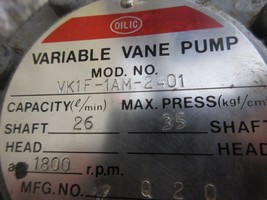 OILIC
VARIABLE VANE PUMP
MOD. NO.
VK1F-1AM-2-01
CAPACITY(ℓ/min) MAX. PRESS(kgf/cm
SHAFT 26 35 SHAF
HEAD HEAD
at 1800 r.p.m.
MFG. NO.